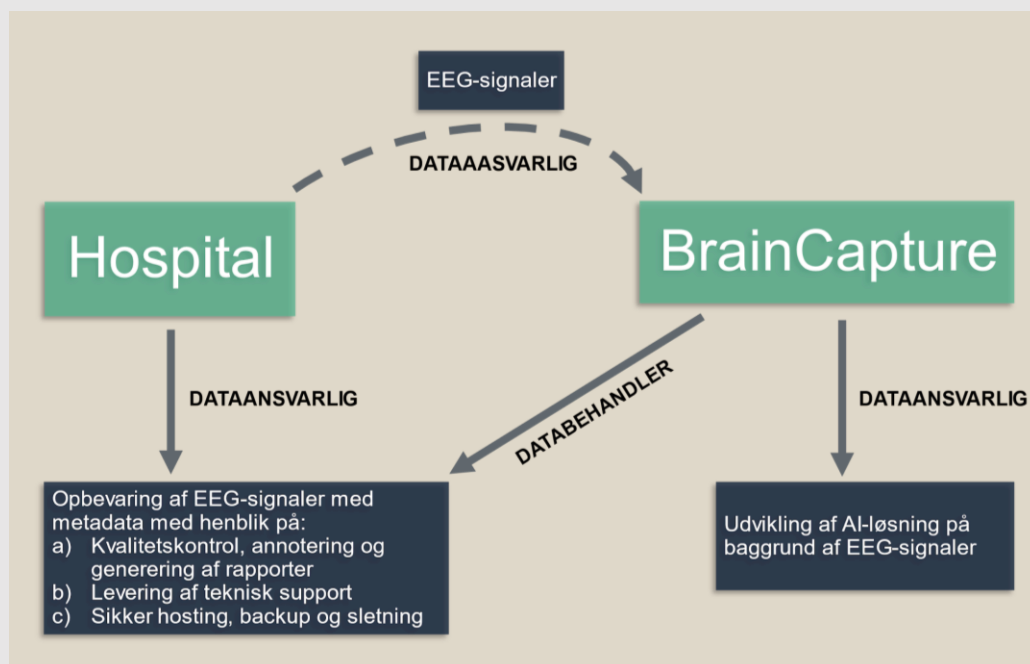 EEG-signaler
DATAAASVARLIG
Hospital
BrainCapture
DATAANSVARLIG
DATABEHANDLER
DATAANSVARLIG
Opbevaring af EEG-signaler med
metadata med henblik på:
a) Kvalitetskontrol, annotering og
generering af rapporter
b) Levering af teknisk support
c) Sikker hosting, backup og sletning
Udvikling af AI-løsning på
baggrund af EEG-signaler